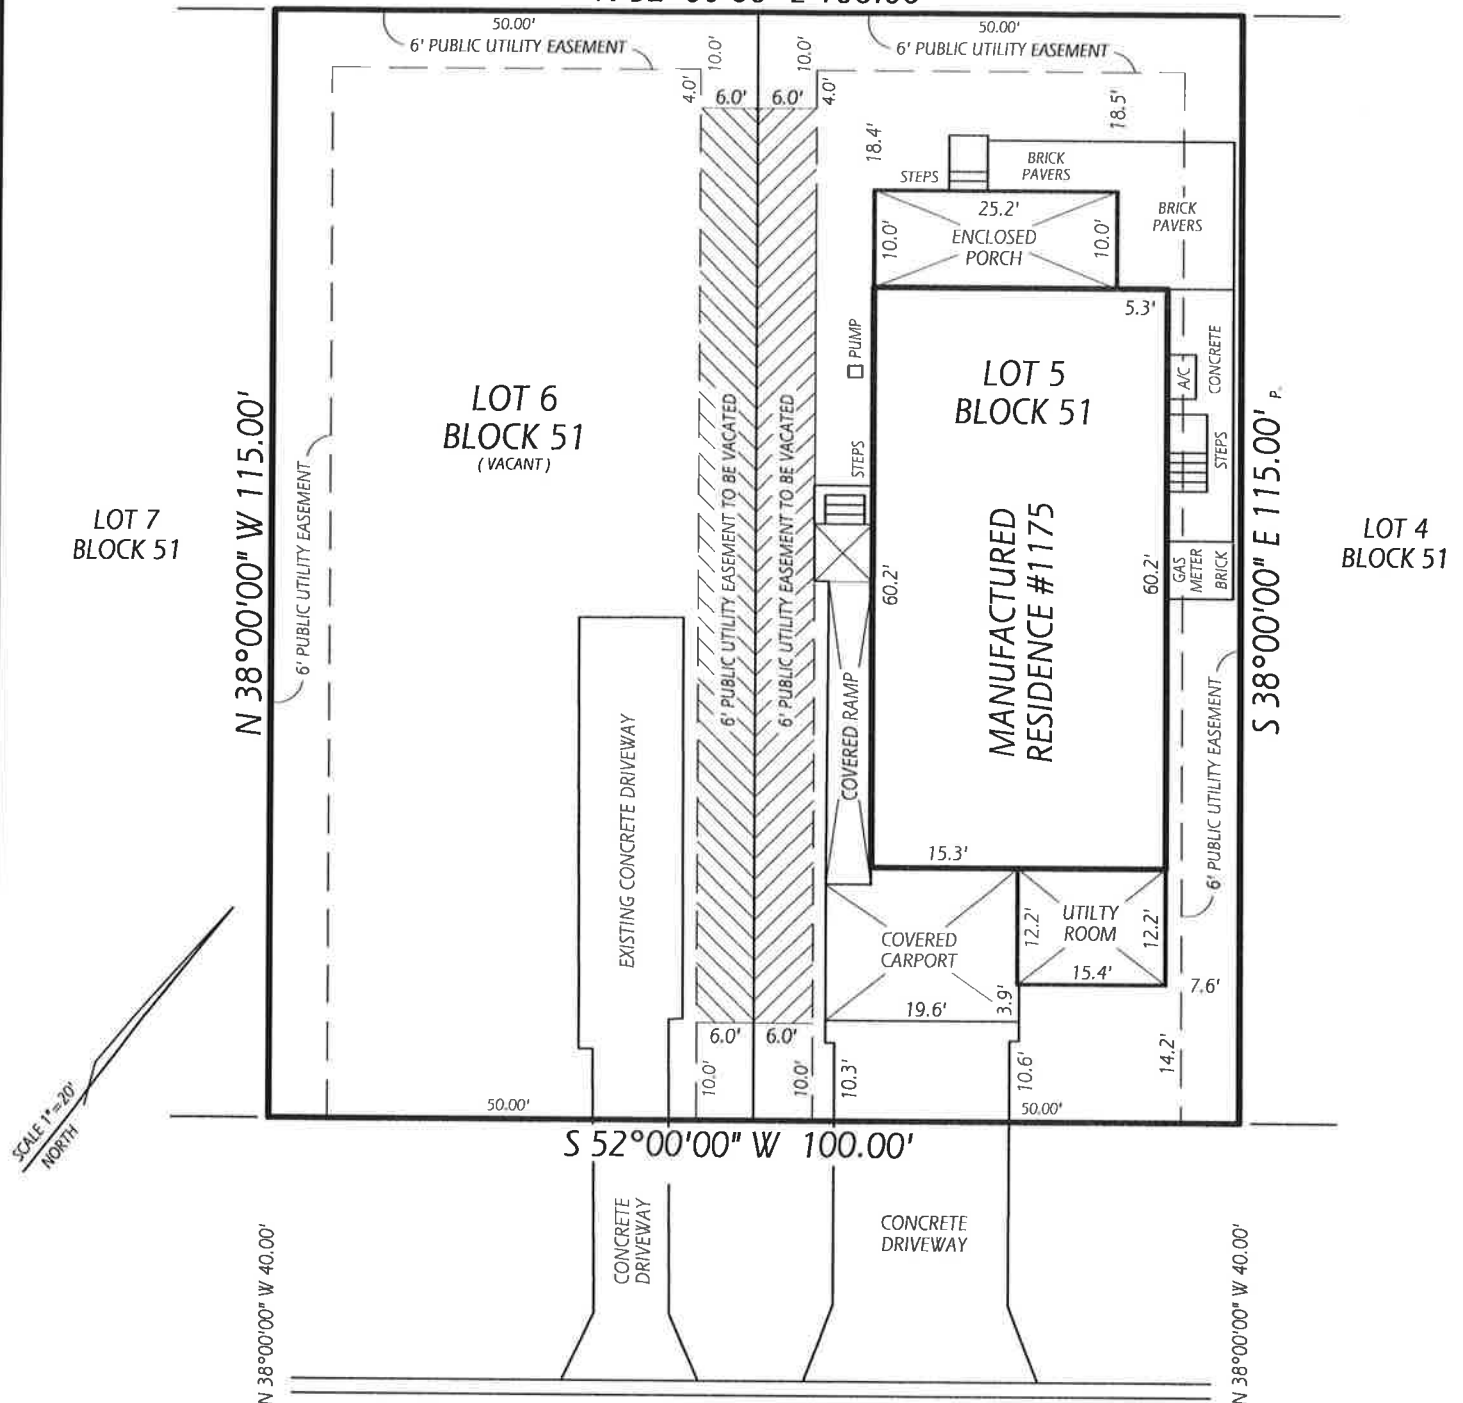 50.00'
50.00'
6' PUBLIC UTILITY EASEMENT
6' PUBLIC UTILITY EASEMENT
10.0'
10.0'
4.0'
6.0'
6.0'
4.0'
18.4'
18.5'
STEPS
BRICK
PAVERS
25.2'
ENCLOSED
PORCH
10.0'
10.0'
BRICK
PAVERS
5.3'
PUMP
CONCRETE
A/C
LOT 5
BLOCK 51
LOT 6
BLOCK 51
( VACANT )
N 38°00'00" W 115.00'
6' PUBLIC UTILITY EASEMENT
LOT 7
BLOCK 51
6' PUBLIC UTILITY EASEMENT TO BE VACATED
6' PUBLIC UTILITY EASEMENT TO BE VACATED
STEPS
STEPS
S 38°00'00" E 115.00' P.
LOT 4
BLOCK 51
MANUFACTURED
RESIDENCE #1175
60.2'
60.2'
GAS
METER
BRICK
COVERED RAMP
6' PUBLIC UTILITY EASEMENT
EXISTING CONCRETE DRIVEWAY
15.3'
COVERED
CARPORT
UTILTY
ROOM
12.2'
12.2'
15.4'
19.6'
3.9'
7.6'
6.0'
6.0'
10.0'
10.0'
10.3'
10.6'
14.2'
50.00'
50.00'
SCALE 1"=20'
NORTH
S 52°00'00" W 100.00'
CONCRETE
DRIVEWAY
CONCRETE
DRIVEWAY
N 38°00'00" W 40.00'
N 38°00'00" W 40.00'